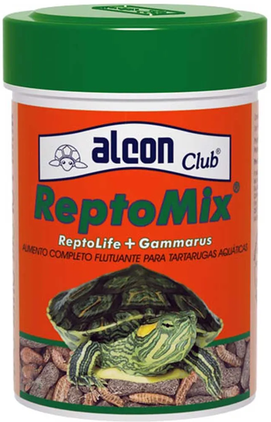 alcon Club®
ReptoMix®
ReptoLife + Gammarus
ALIMENTO COMPLETO FLUTUANTE PARA TARTARUGAS AQUÁTICAS